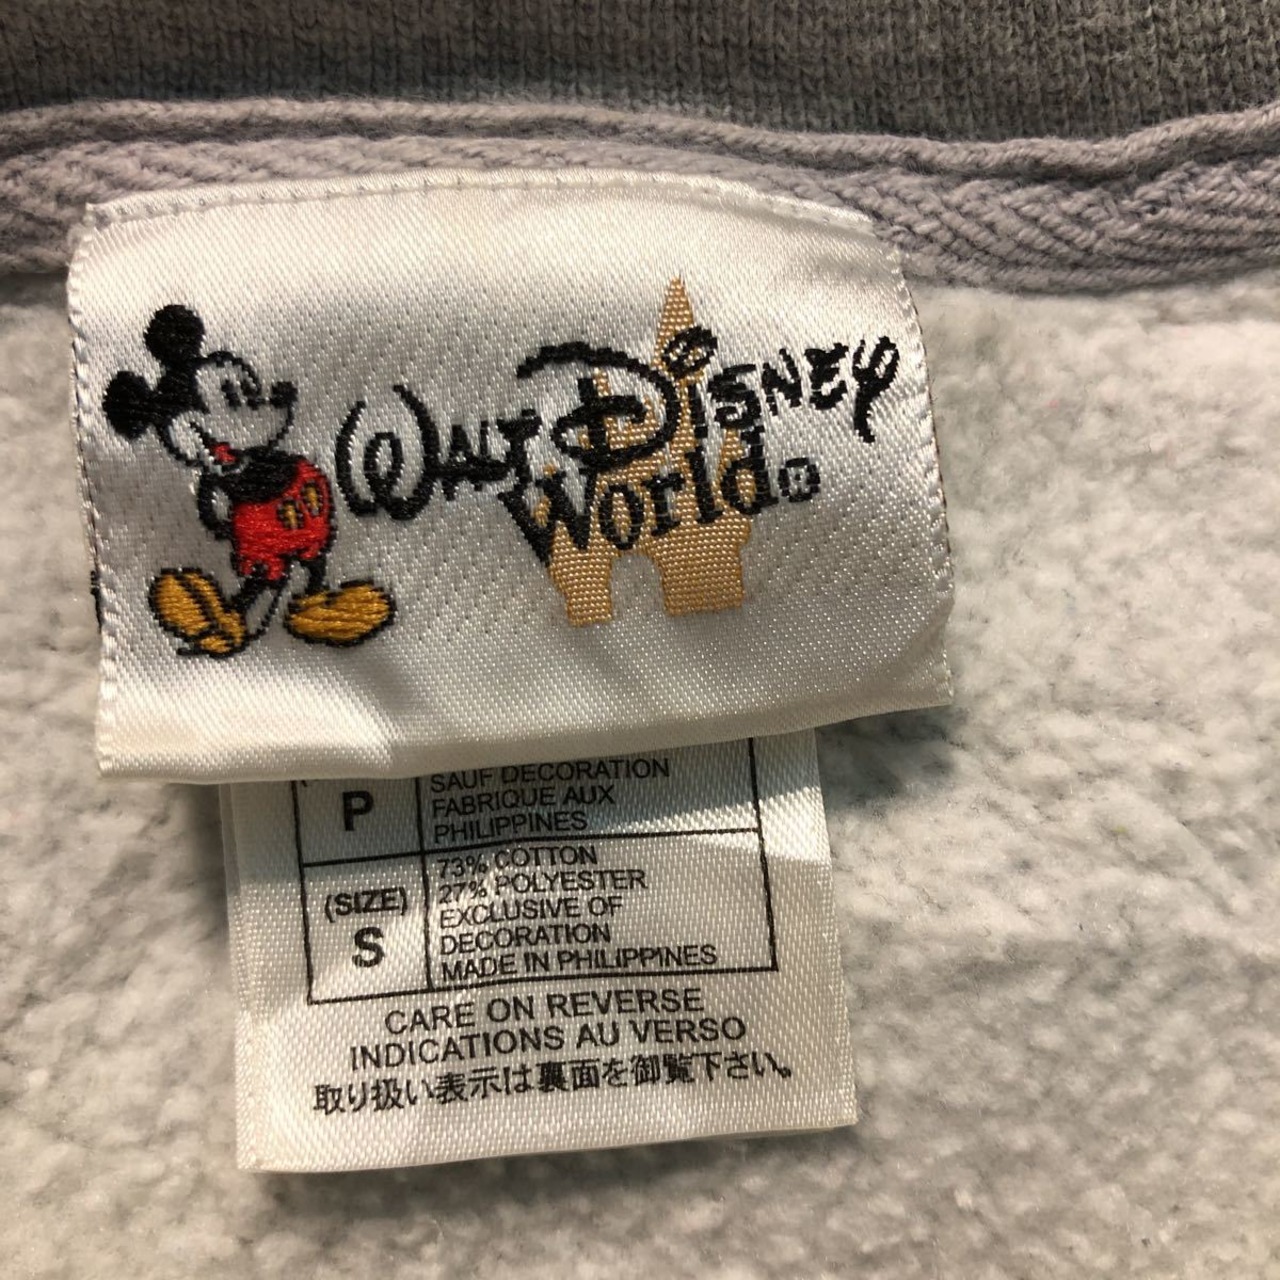 WALT DISNEY
World®
P
SAUF DECORATION
FABRIQUE AUX
PHILIPPINES
(SIZE)
S
73% COTTON
27% POLYESTER
EXCLUSIVE OF
DECORATION
MADE IN PHILIPPINES
CARE ON REVERSE
INDICATIONS AU VERSO
取り扱い表示は裏面を御覧下さい。